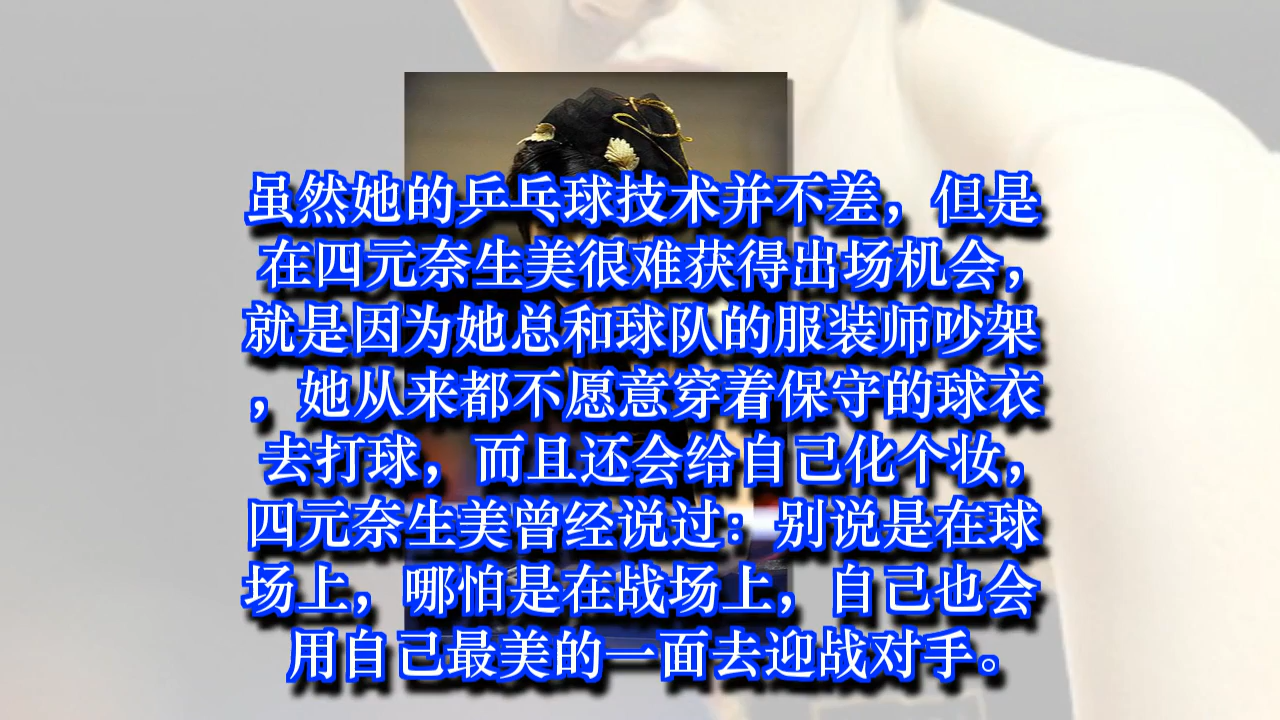 虽然她的乒乓球技术并不差，但是
在四元奈生美很难获得出场机会，
就是因为她总和球队的服装师吵架
，她从来都不愿意穿着保守的球衣
去打球，而且还会给自己化个妆，
四元奈生美曾经说过：别说是在球
场上，哪怕是在战场上，自己也会
用自己最美的一面去迎战对手。